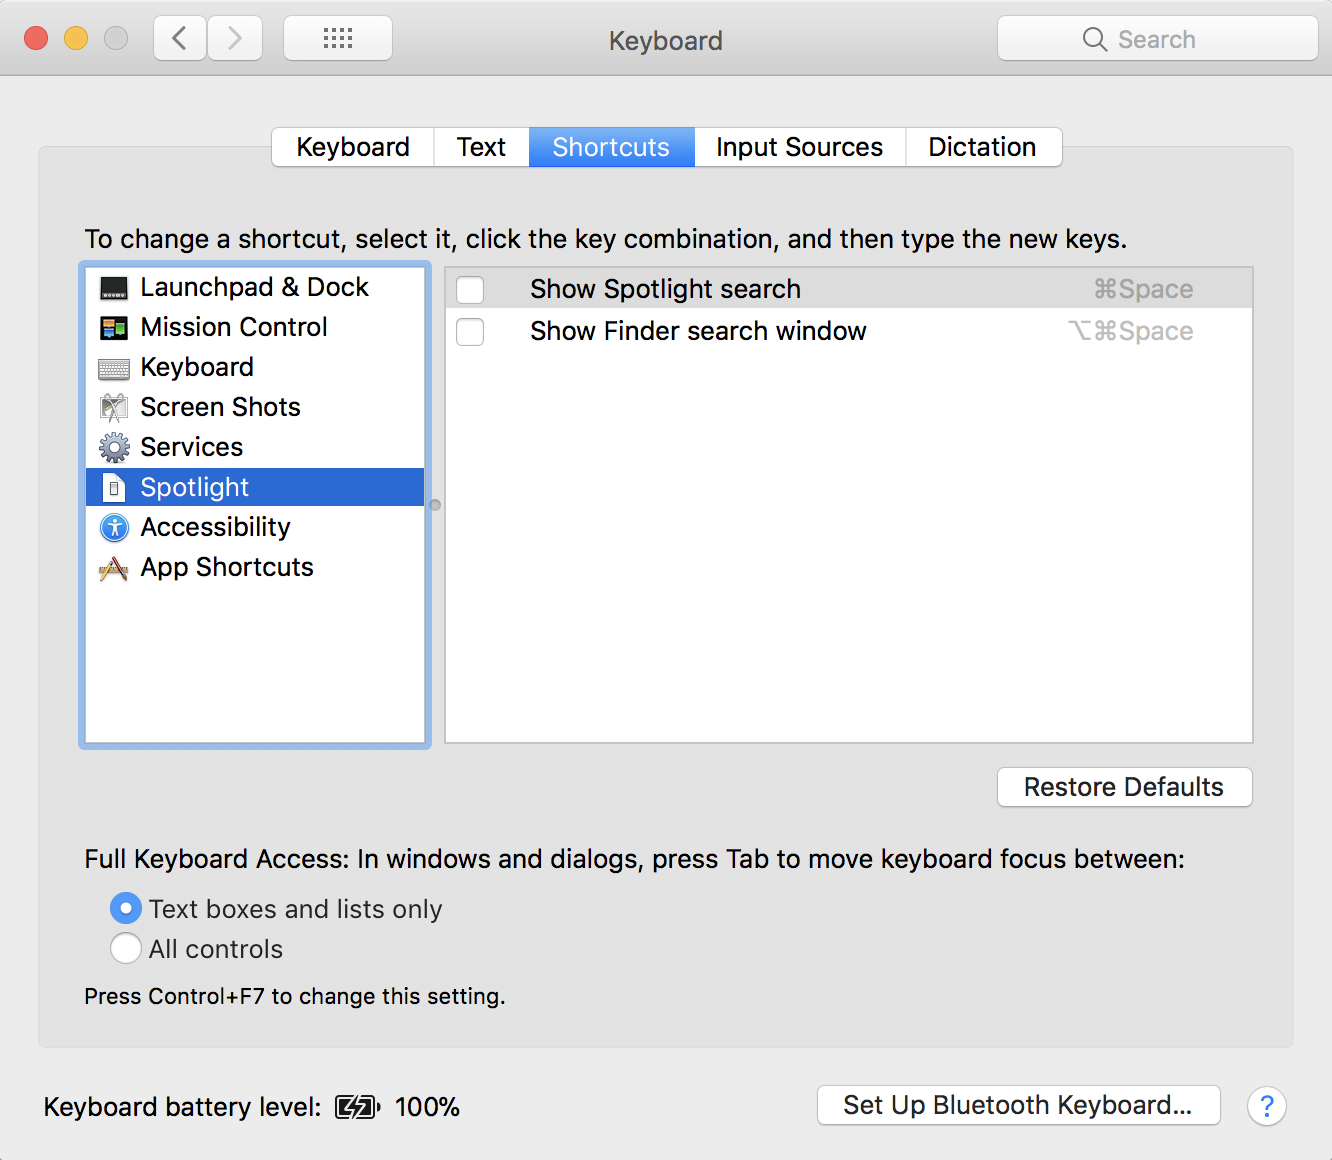 Keyboard
Search
Keyboard Text Shortcuts Input Sources Dictation
To change a shortcut, select it, click the key combination, and then type the new keys.
Launchpad & Dock
Mission Control
Keyboard
Screen Shots
Services
Spotlight
Accessibility
App Shortcuts
Show Spotlight search ⌘Space
Show Finder search window ⌥⌘Space
Restore Defaults
Full Keyboard Access: In windows and dialogs, press Tab to move keyboard focus between:
Text boxes and lists only
All controls
Press Control+F7 to change this setting.
Keyboard battery level: 100%
Set Up Bluetooth Keyboard...
?